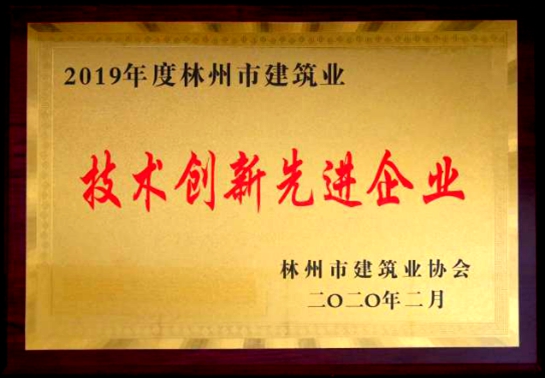 2019年度林州市建筑业
技术创新先进企业
林州市建筑业协会
二〇二〇年二月